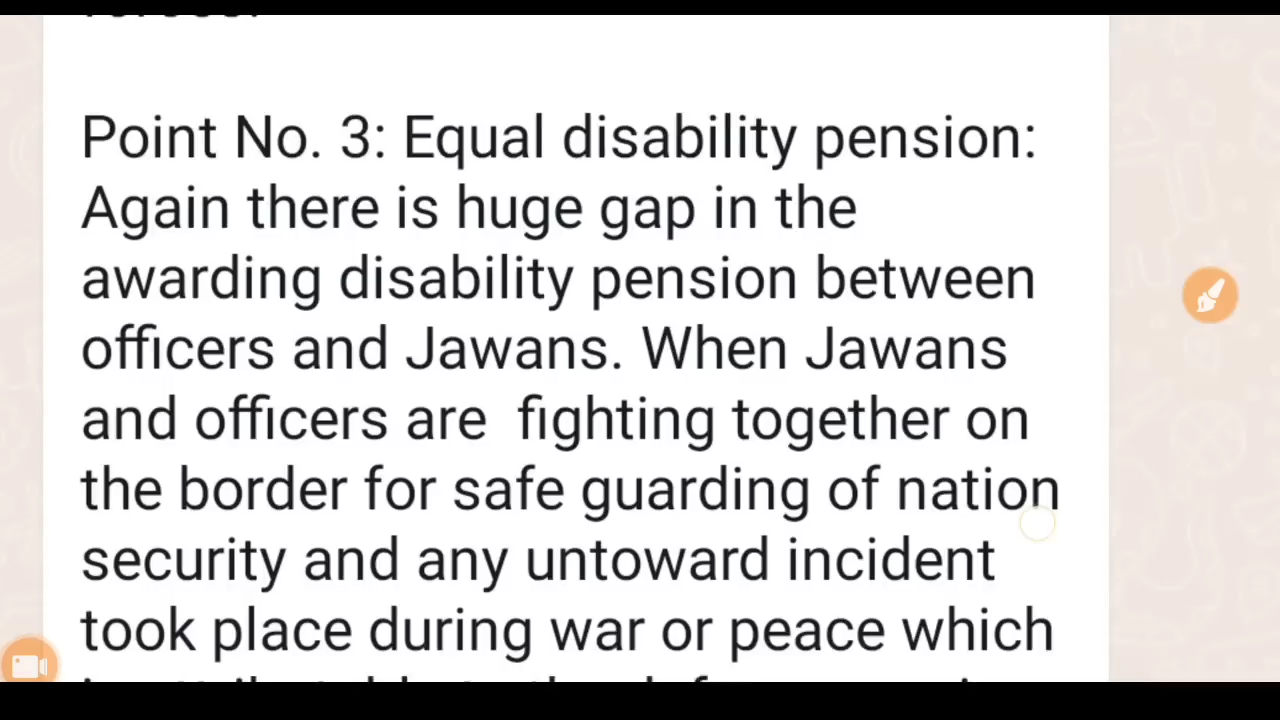 Point No. 3: Equal disability pension:
Again there is huge gap in the
awarding disability pension between
officers and Jawans. When Jawans
and officers are  fighting together on
the border for safe guarding of nation
security and any untoward incident
took place during war or peace which